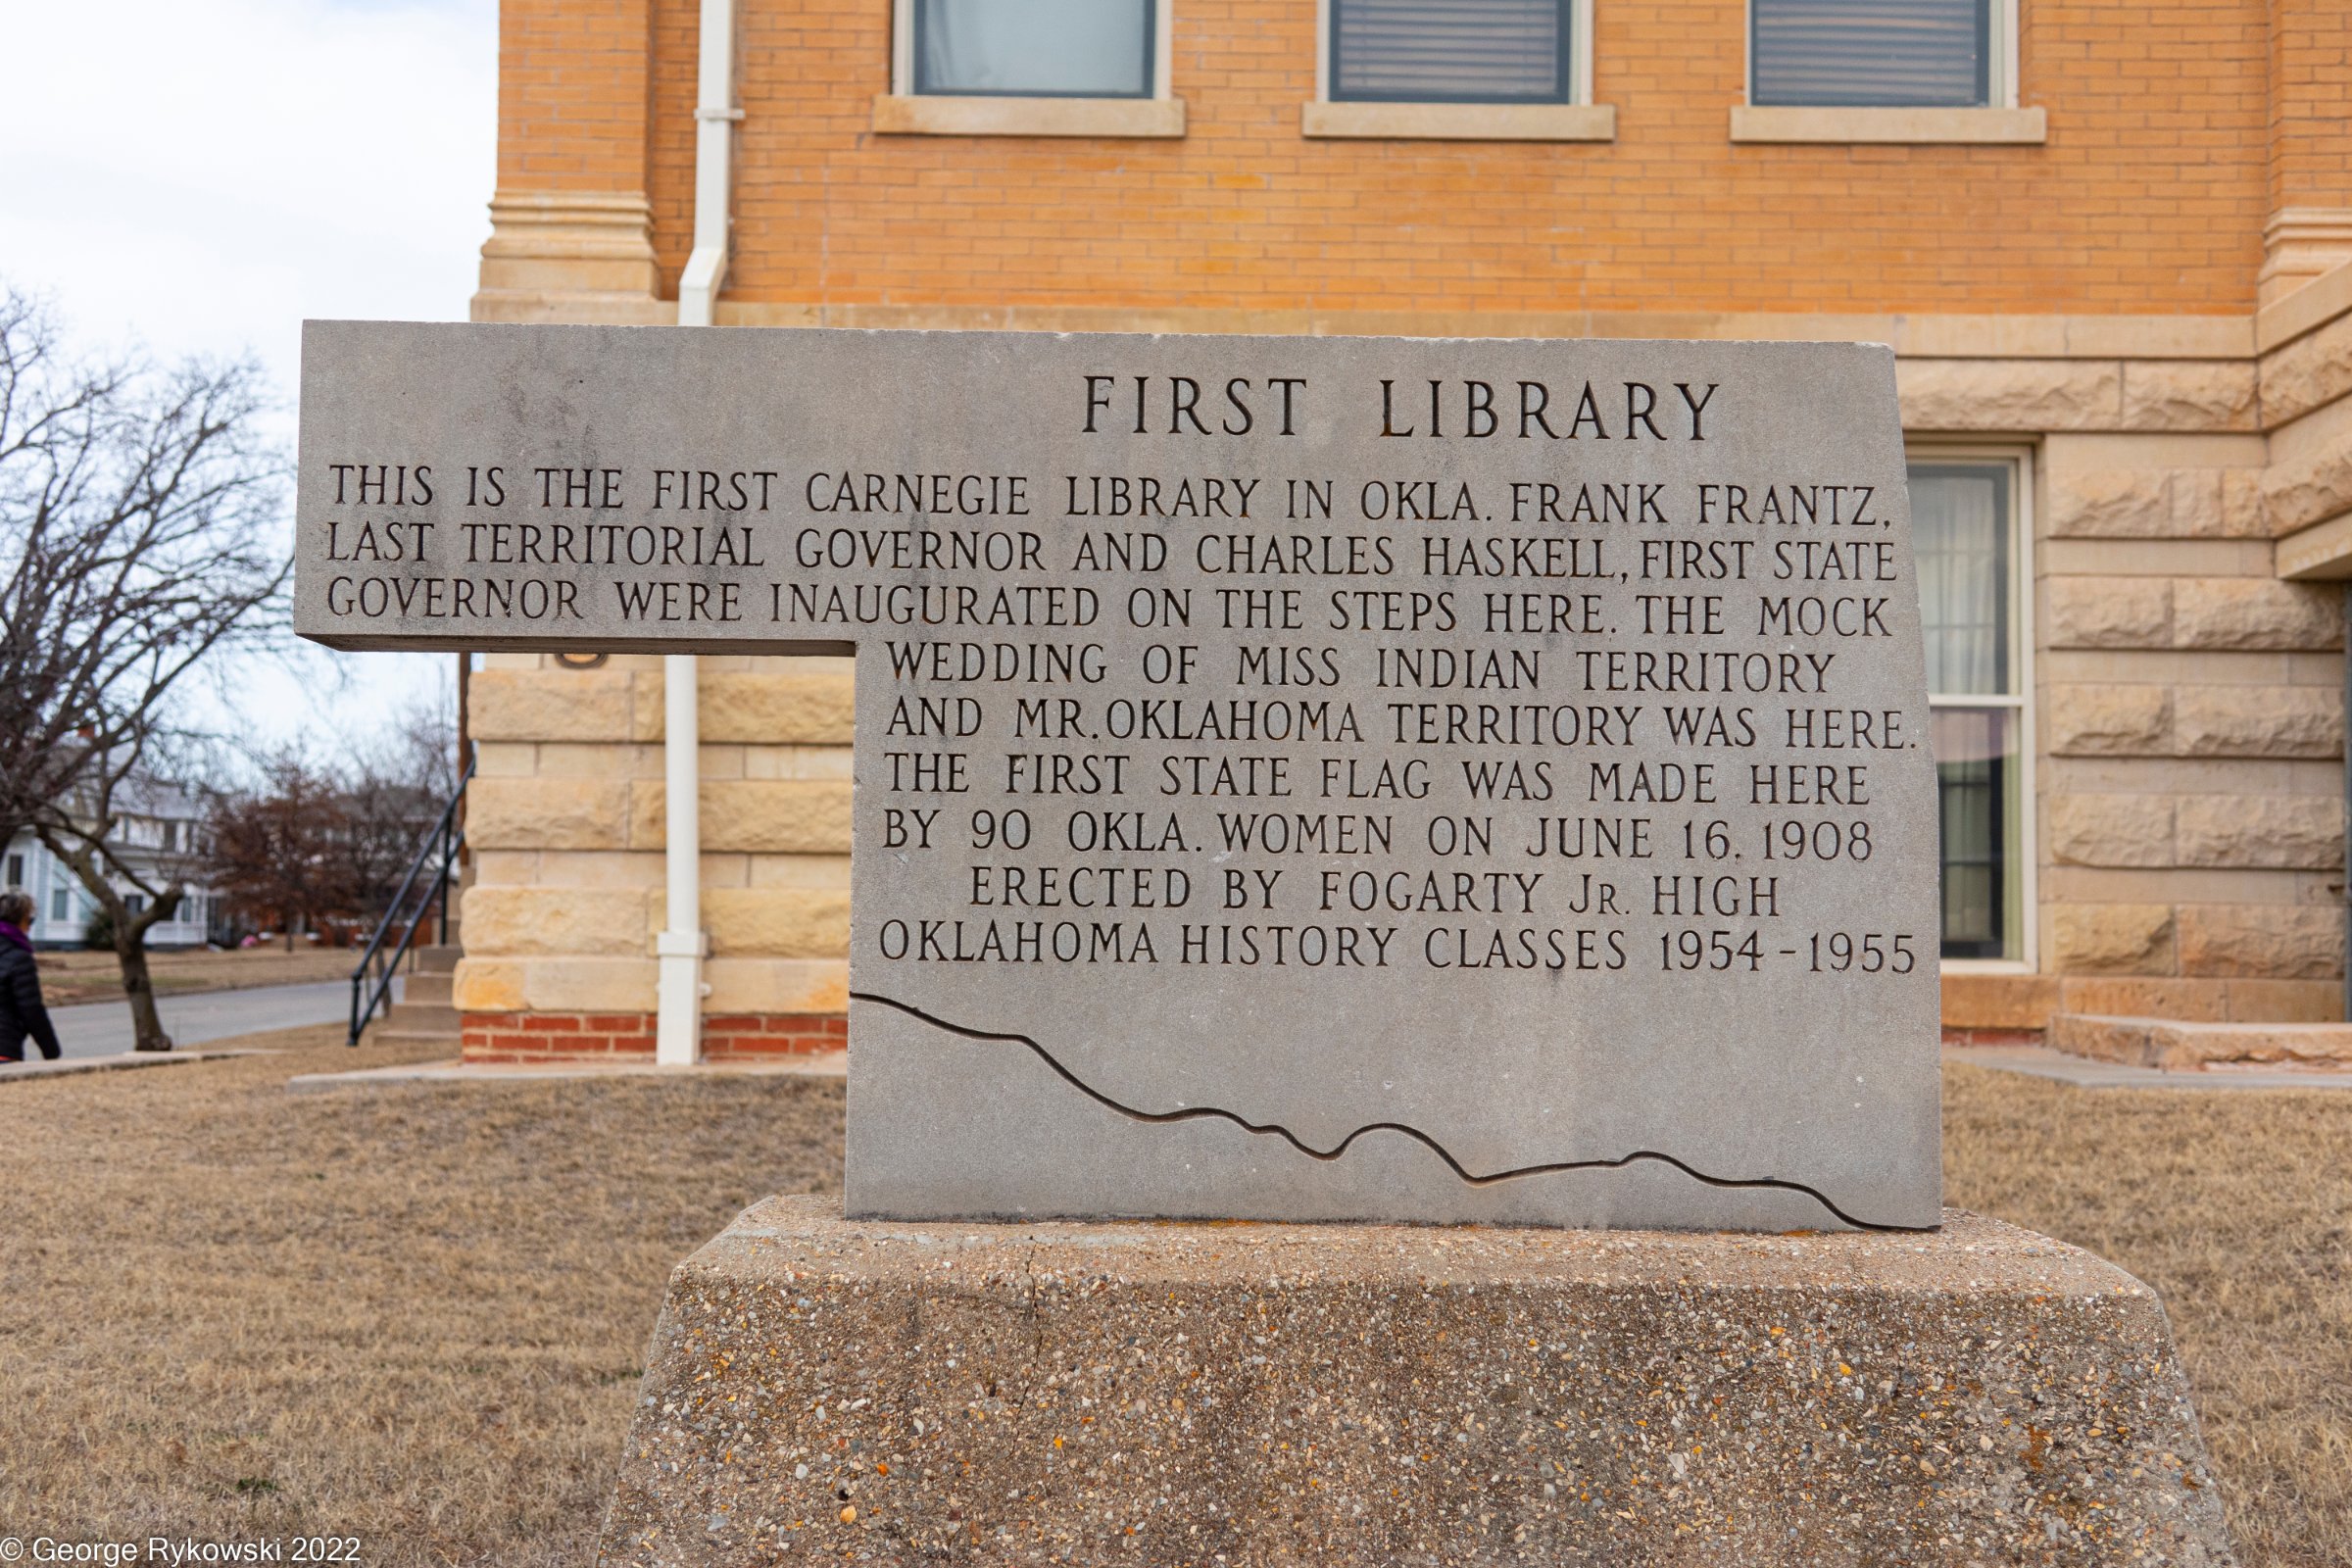 FIRST LIBRARY
THIS IS THE FIRST CARNEGIE LIBRARY IN OKLA. FRANK FRANTZ,
LAST TERRITORIAL GOVERNOR AND CHARLES HASKELL, FIRST STATE
GOVERNOR WERE INAUGURATED ON THE STEPS HERE. THE MOCK
WEDDING OF MISS INDIAN TERRITORY
AND MR. OKLAHOMA TERRITORY WAS HERE.
THE FIRST STATE FLAG WAS MADE HERE
BY 90 OKLA. WOMEN ON JUNE 16. 1908
ERECTED BY FOGARTY JR. HIGH
OKLAHOMA HISTORY CLASSES 1954-1955
© George Rykowski 2022